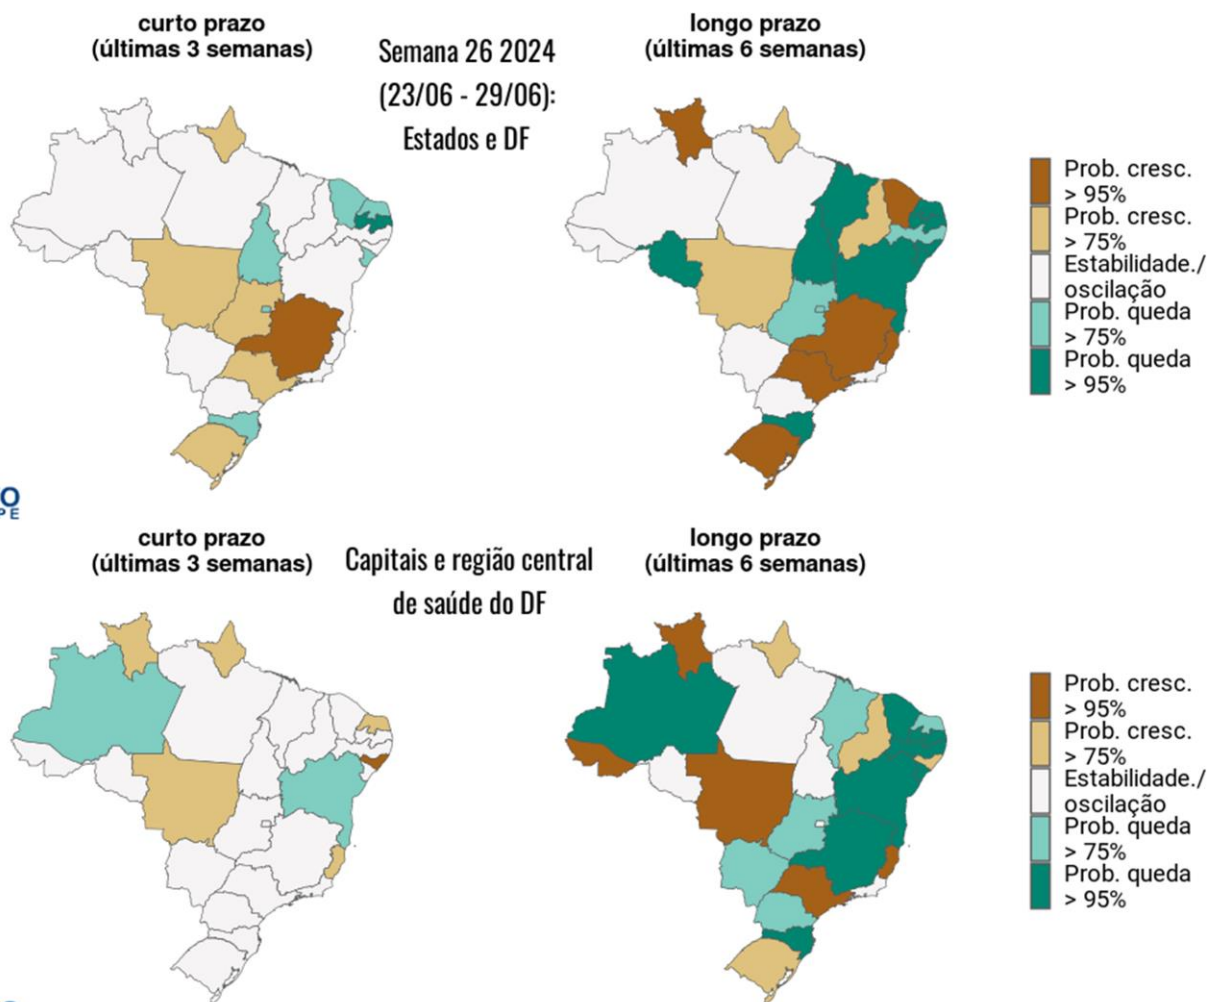 curto prazo
(últimas 3 semanas)
Semana 26 2024
(23/06 - 29/06):
Estados e DF
longo prazo
(últimas 6 semanas)
Prob. cresc.
> 95%
Prob. cresc.
> 75%
Estabilidade./
oscilação
Prob. queda
> 75%
Prob. queda
> 95%
O
PE
curto prazo
(últimas 3 semanas)
Capitais e região central
de saúde do DF
longo prazo
(últimas 6 semanas)
Prob. cresc.
> 95%
Prob. cresc.
> 75%
Estabilidade./
oscilação
Prob. queda
> 75%
Prob. queda
> 95%